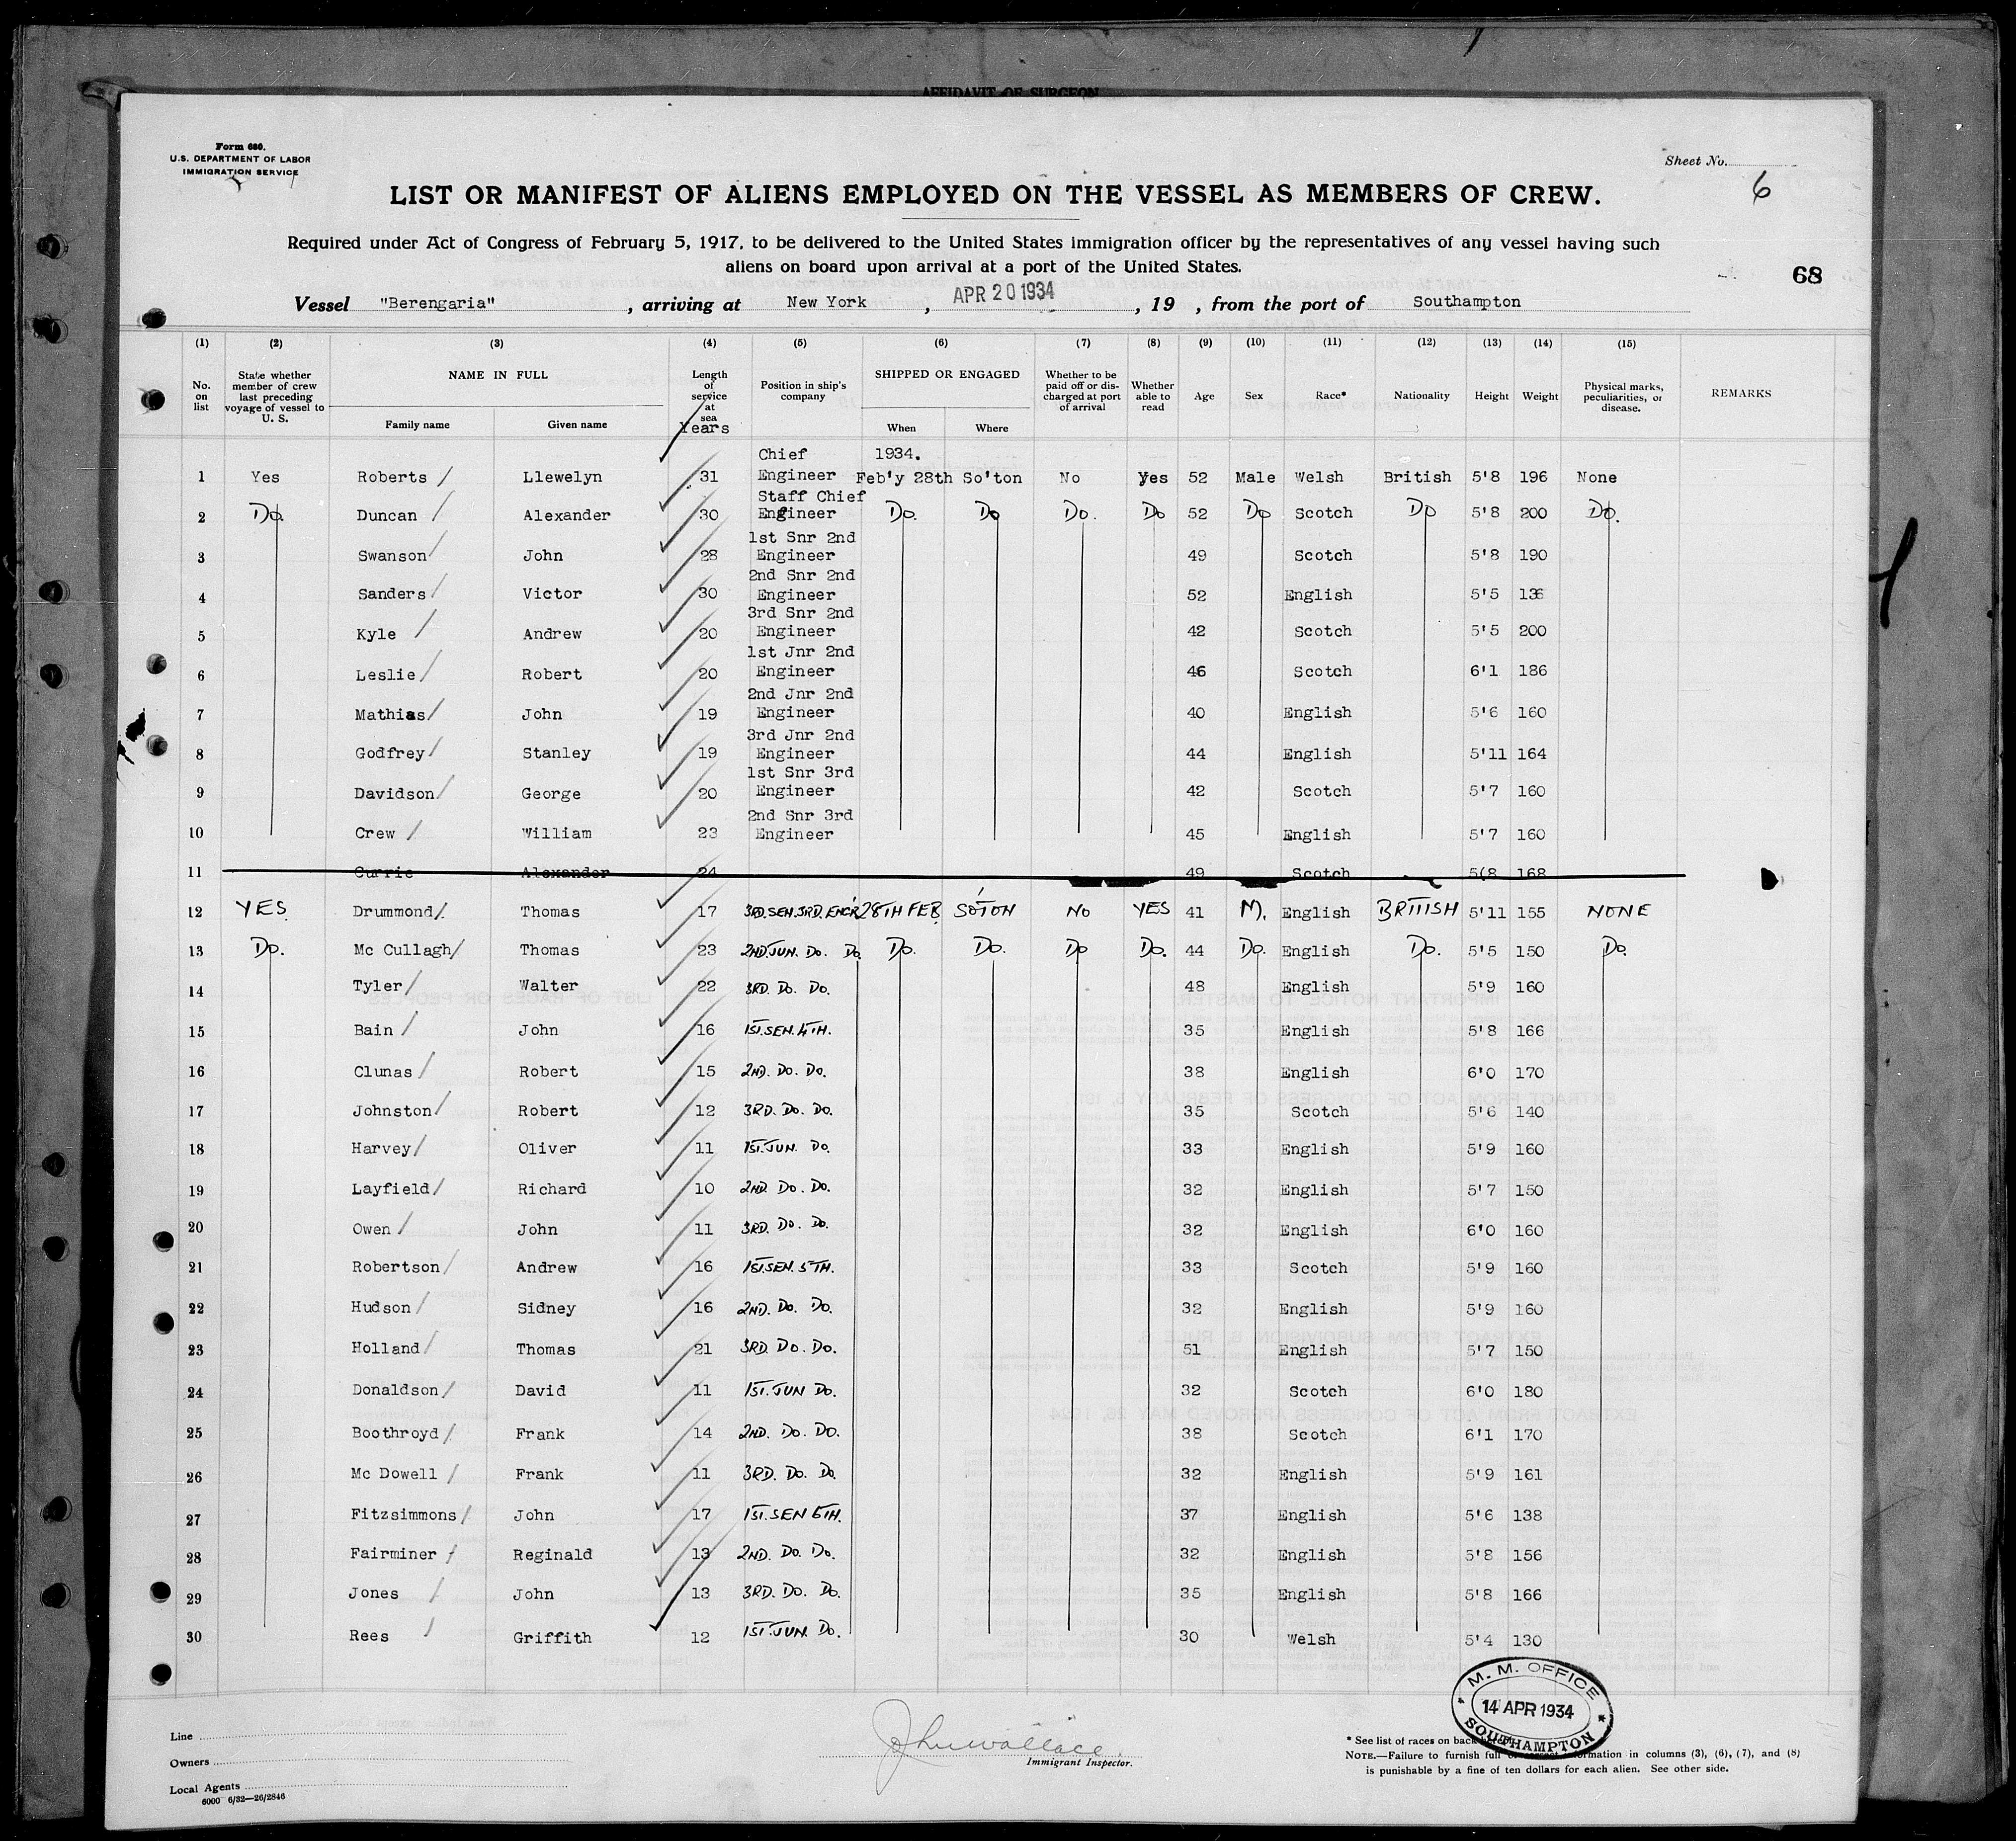 AFFIDAVIT OF SURGEON
Form 680.
U.S. DEPARTMENT OF LABOR
IMMIGRATION SERVICE
Sheet No.
6
LIST OR MANIFEST OF ALIENS EMPLOYED ON THE VESSEL AS MEMBERS OF CREW.
Required under Act of Congress of February 5, 1917, to be delivered to the United States immigration officer by the representatives of any vessel having such
aliens on board upon arrival at a port of the United States.
68
Vessel "Berengaria", arriving at New York, APR 20 1934, 19 , from the port of Southampton
(1) (2) (3) (4) (5) (6) (7) (8) (9) (10) (11) (12) (13) (14) (15)
No. on list State whether member of crew last preceding voyage of vessel to U. S. NAME IN FULL Family name Given name Length of service at sea Years Position in ship's company SHIPPED OR ENGAGED When Where Whether to be paid off or discharged at port of arrival Whether able to read Age Sex Race* Nationality Height Weight Physical marks, peculiarities, or disease. REMARKS
Chief 1934.
1 Yes Roberts / Llewelyn 31 Engineer Feb'y 28th So'ton No Yes 52 Male Welsh British 5'8 196 None
Staff Chief
2 Do. Duncan / Alexander 30 Engineer Do. Do Do. Do 52 Do Scotch Do 5'8 200 Do.
1st Snr 2nd
3 Swanson / John 28 Engineer 49 Scotch 5'8 190
2nd Snr 2nd
4 Sanders / Victor 30 Engineer 52 English 5'5 136
3rd Snr 2nd
5 Kyle / Andrew 20 Engineer 42 Scotch 5'5 200
1st Jnr 2nd
6 Leslie / Robert 20 Engineer 46 Scotch 6'1 186
2nd Jnr 2nd
7 Mathias / John 19 Engineer 40 English 5'6 160
3rd Jnr 2nd
8 Godfrey / Stanley 19 Engineer 44 English 5'11 164
1st Snr 3rd
9 Davidson / George 20 Engineer 42 Scotch 5'7 160
2nd Snr 3rd
10 Crew / William 23 Engineer 45 English 5'7 160
11 Currie Alexander 24 49 Scotch 5(8 168
12 YES Drummond / Thomas 17 3RD. SEN. 3RD. ENGR 28TH FEB SO'TON NO YES 41 M. English BRITISH 5'11 155 NONE
13 Do. Mc Cullagh / Thomas 23 2ND. JUN. Do. Do. Do. Do. Do Do. 44 Do. English Do. 5'5 150 Do.
14 Tyler / Walter 22 3RD. Do. Do. 48 English 5'9 160
15 Bain / John 16 1ST. SEN. 4TH. 35 English 5'8 166
16 Clunas / Robert 15 2ND. Do. Do. 38 English 6'0 170
17 Johnston / Robert 12 3RD. Do. Do. 35 Scotch 5'6 140
18 Harvey / Oliver 11 1ST. JUN. Do. 33 English 5'9 160
19 Layfield / Richard 10 2ND. Do. Do. 32 English 5'7 150
20 Owen / John 11 3RD. Do. Do. 32 English 6'0 160
21 Robertson / Andrew 16 1ST. SEN. 5TH. 33 Scotch 5'9 160
22 Hudson / Sidney 16 2ND. Do. Do. 32 English 5'9 160
23 Holland / Thomas 21 3RD. Do. Do. 51 English 5'7 150
24 Donaldson / David 11 1ST. JUN Do. 32 Scotch 6'0 180
25 Boothroyd / Frank 14 2ND. Do. Do. 38 Scotch 6'1 170
26 Mc Dowell / Frank 11 3RD. Do. Do. 32 English 5'9 161
27 Fitzsimmons / John 17 1ST. SEN 6TH. 37 English 5'6 138
28 Fairminer / Reginald 13 2ND. Do. Do. 32 English 5'8 156
29 Jones / John 13 3RD. Do. Do. 35 English 5'8 166
30 Rees / Griffith 12 1ST. JUN. Do. 30 Welsh 5'4 130
M. M. OFFICE
14 APR 1934
SOUTHAMPTON
Line
Owners
Local Agents
6000 6/32—26/2846
John Wallace.
Immigrant Inspector.
* See list of races on back
NOTE.—Failure to furnish full information in columns (3), (6), (7), and (8)
is punishable by a fine of ten dollars for each alien. See other side.